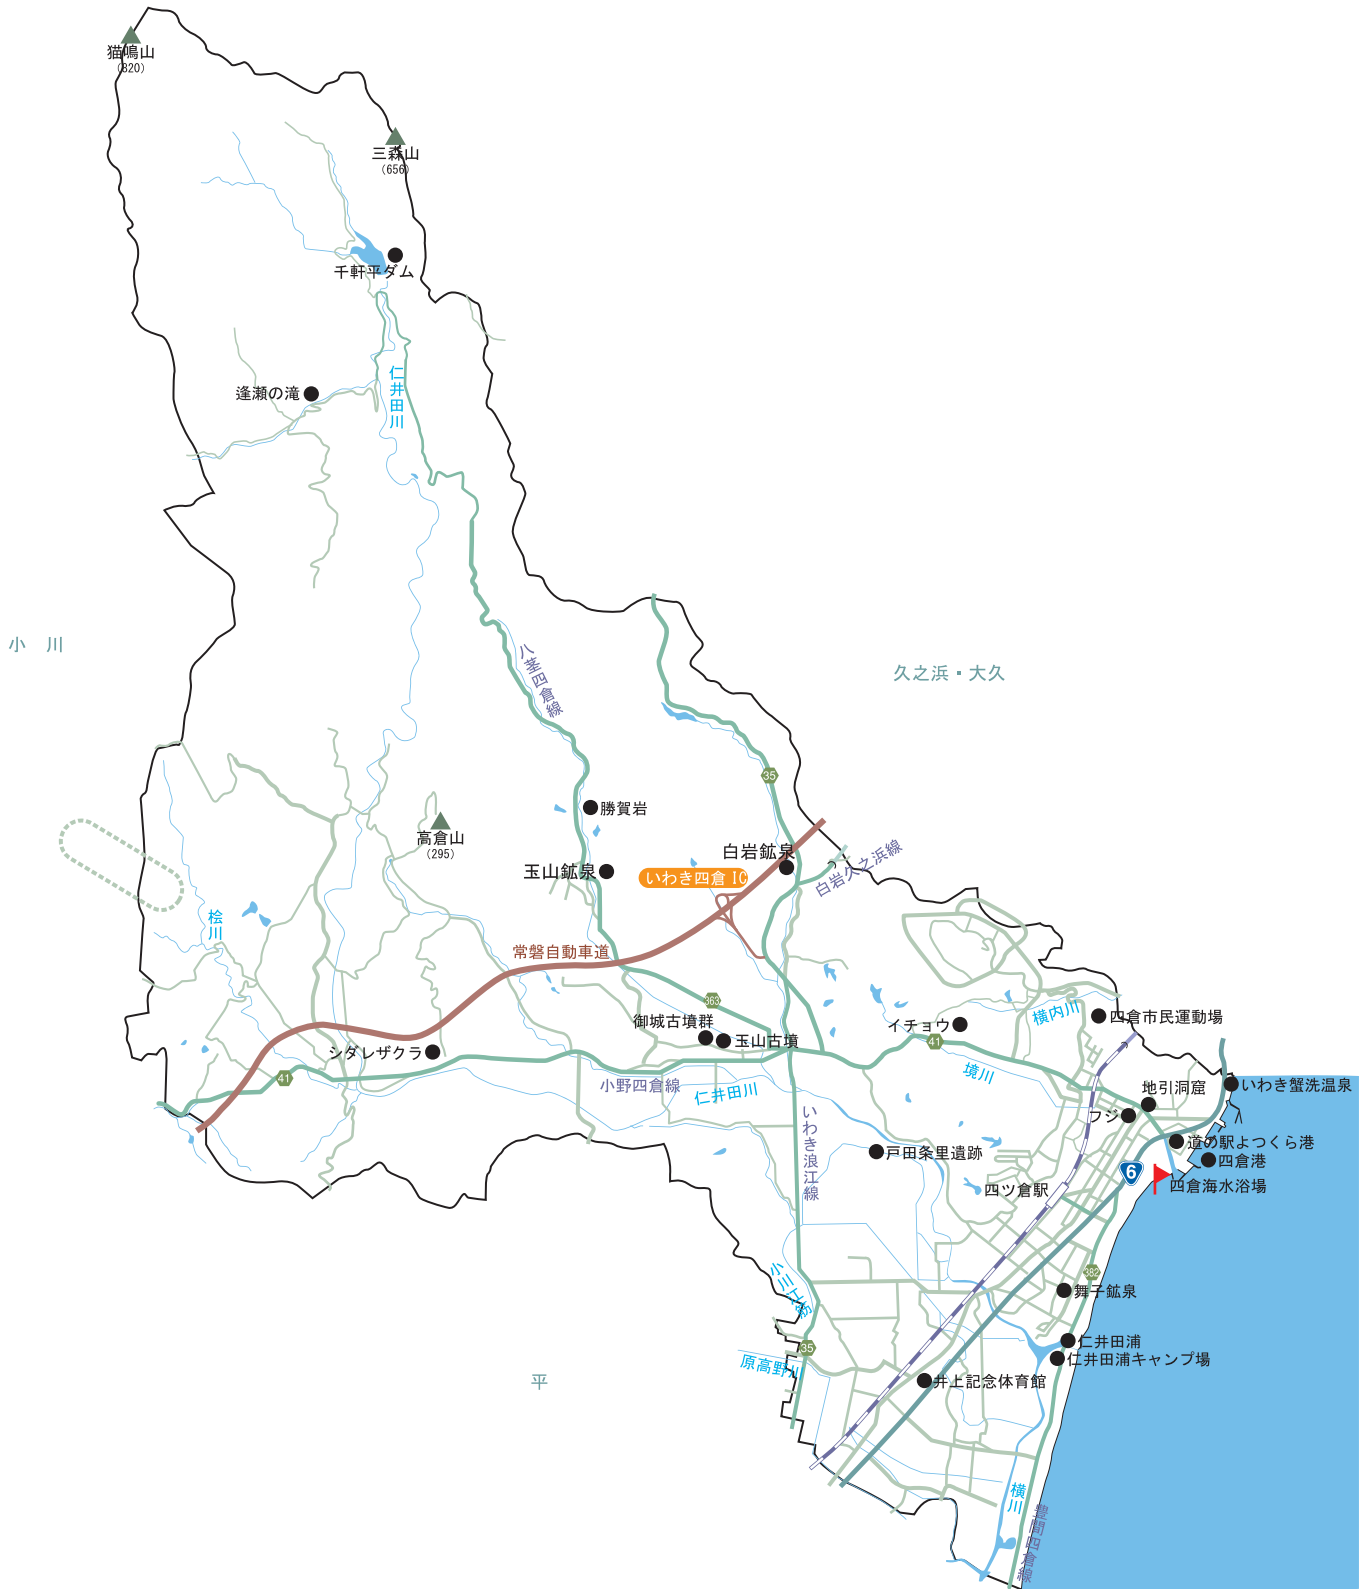 猫鳴山
(820)
三森山
(656)
千軒平ダム
仁井田川
逢瀬の滝
小 川
八茎四倉線
久之浜・大久
35
勝賀岩
高倉山
(295)
玉山鉱泉
白岩鉱泉
いわき四倉 IC
白岩久之浜線
桧川
常磐自動車道
363
御城古墳群
玉山古墳
イチョウ
横内川
四倉市民運動場
41
シダレザクラ
41
小野四倉線
仁井田川
境川
地引洞窟
いわき蟹洗温泉
フジ
いわき浪江線
戸田条里遺跡
道の駅よつくら港
四倉港
6
四ツ倉駅
四倉海水浴場
小川江筋
382
舞子鉱泉
35
原高野川
仁井田浦
仁井田浦キャンプ場
平
井上記念体育館
横川
豊間四倉線